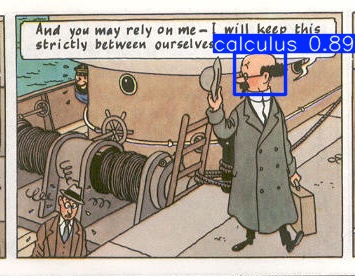 And you may rely on me – I will keep this
strictly between ourselves
calculus 0.89